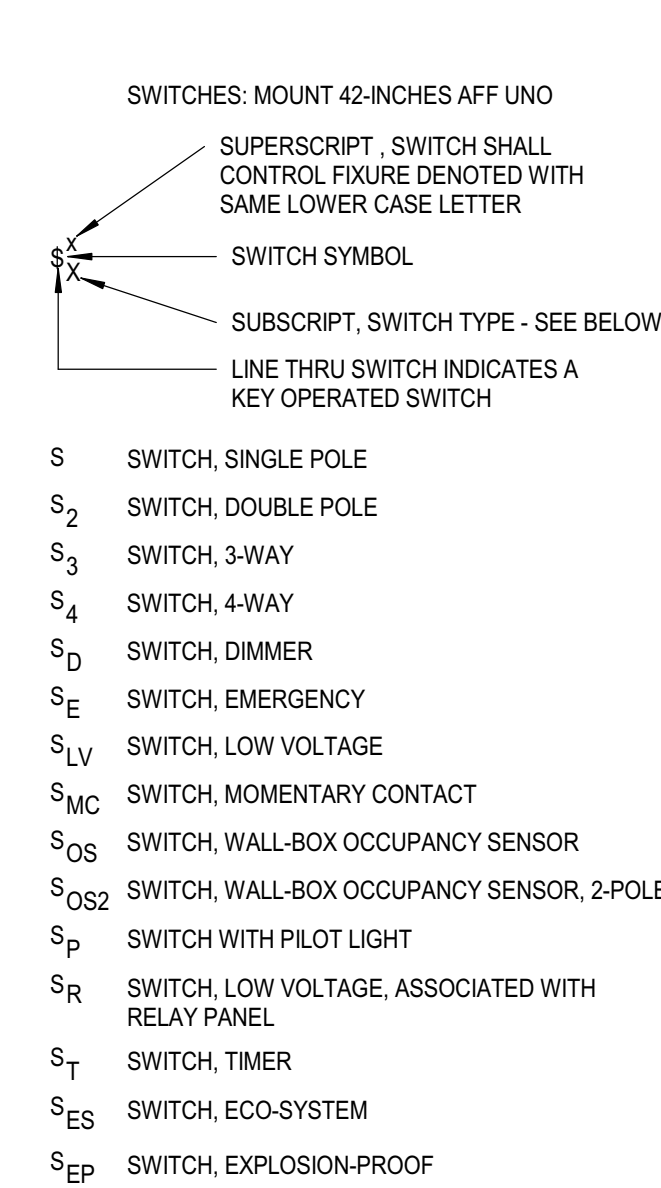 SWITCHES: MOUNT 42-INCHES AFF UNO
SUPERSCRIPT , SWITCH SHALL
CONTROL FIXURE DENOTED WITH
SAME LOWER CASE LETTER
$ x X
SWITCH SYMBOL
SUBSCRIPT, SWITCH TYPE - SEE BELOW
LINE THRU SWITCH INDICATES A
KEY OPERATED SWITCH
S SWITCH, SINGLE POLE
S2 SWITCH, DOUBLE POLE
S3 SWITCH, 3-WAY
S4 SWITCH, 4-WAY
SD SWITCH, DIMMER
SE SWITCH, EMERGENCY
SLV SWITCH, LOW VOLTAGE
SMC SWITCH, MOMENTARY CONTACT
SOS SWITCH, WALL-BOX OCCUPANCY SENSOR
SOS2 SWITCH, WALL-BOX OCCUPANCY SENSOR, 2-POLE
SP SWITCH WITH PILOT LIGHT
SR SWITCH, LOW VOLTAGE, ASSOCIATED WITH
RELAY PANEL
ST SWITCH, TIMER
SES SWITCH, ECO-SYSTEM
SEP SWITCH, EXPLOSION-PROOF